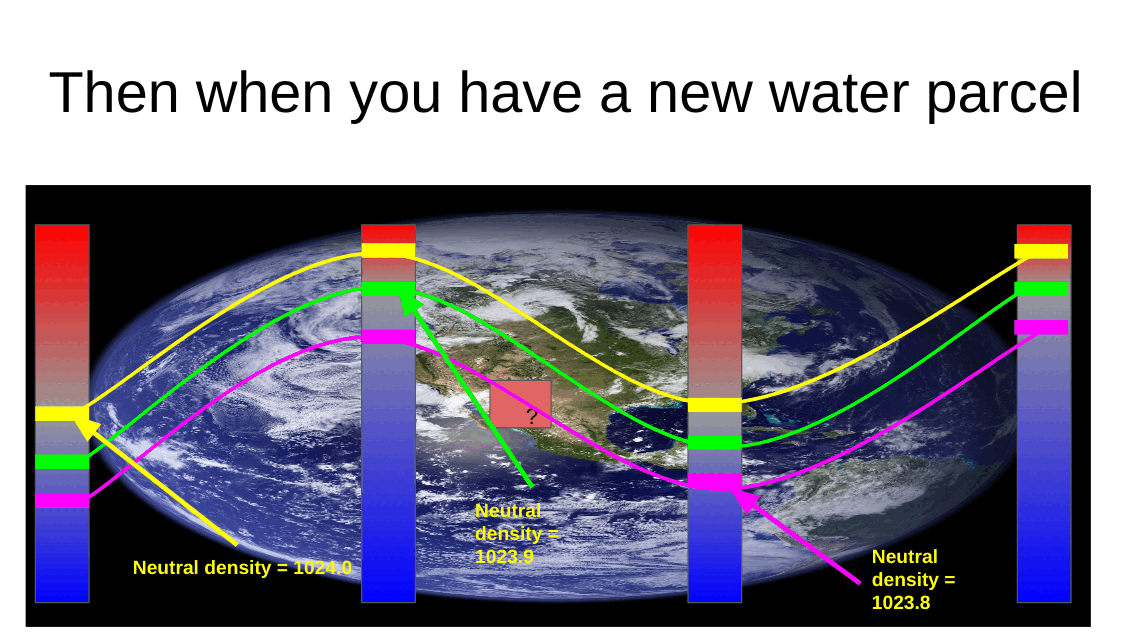 Then when you have a new water parcel
?
Neutral
density =
1023.9
Neutral density = 1024.0
Neutral
density =
1023.8